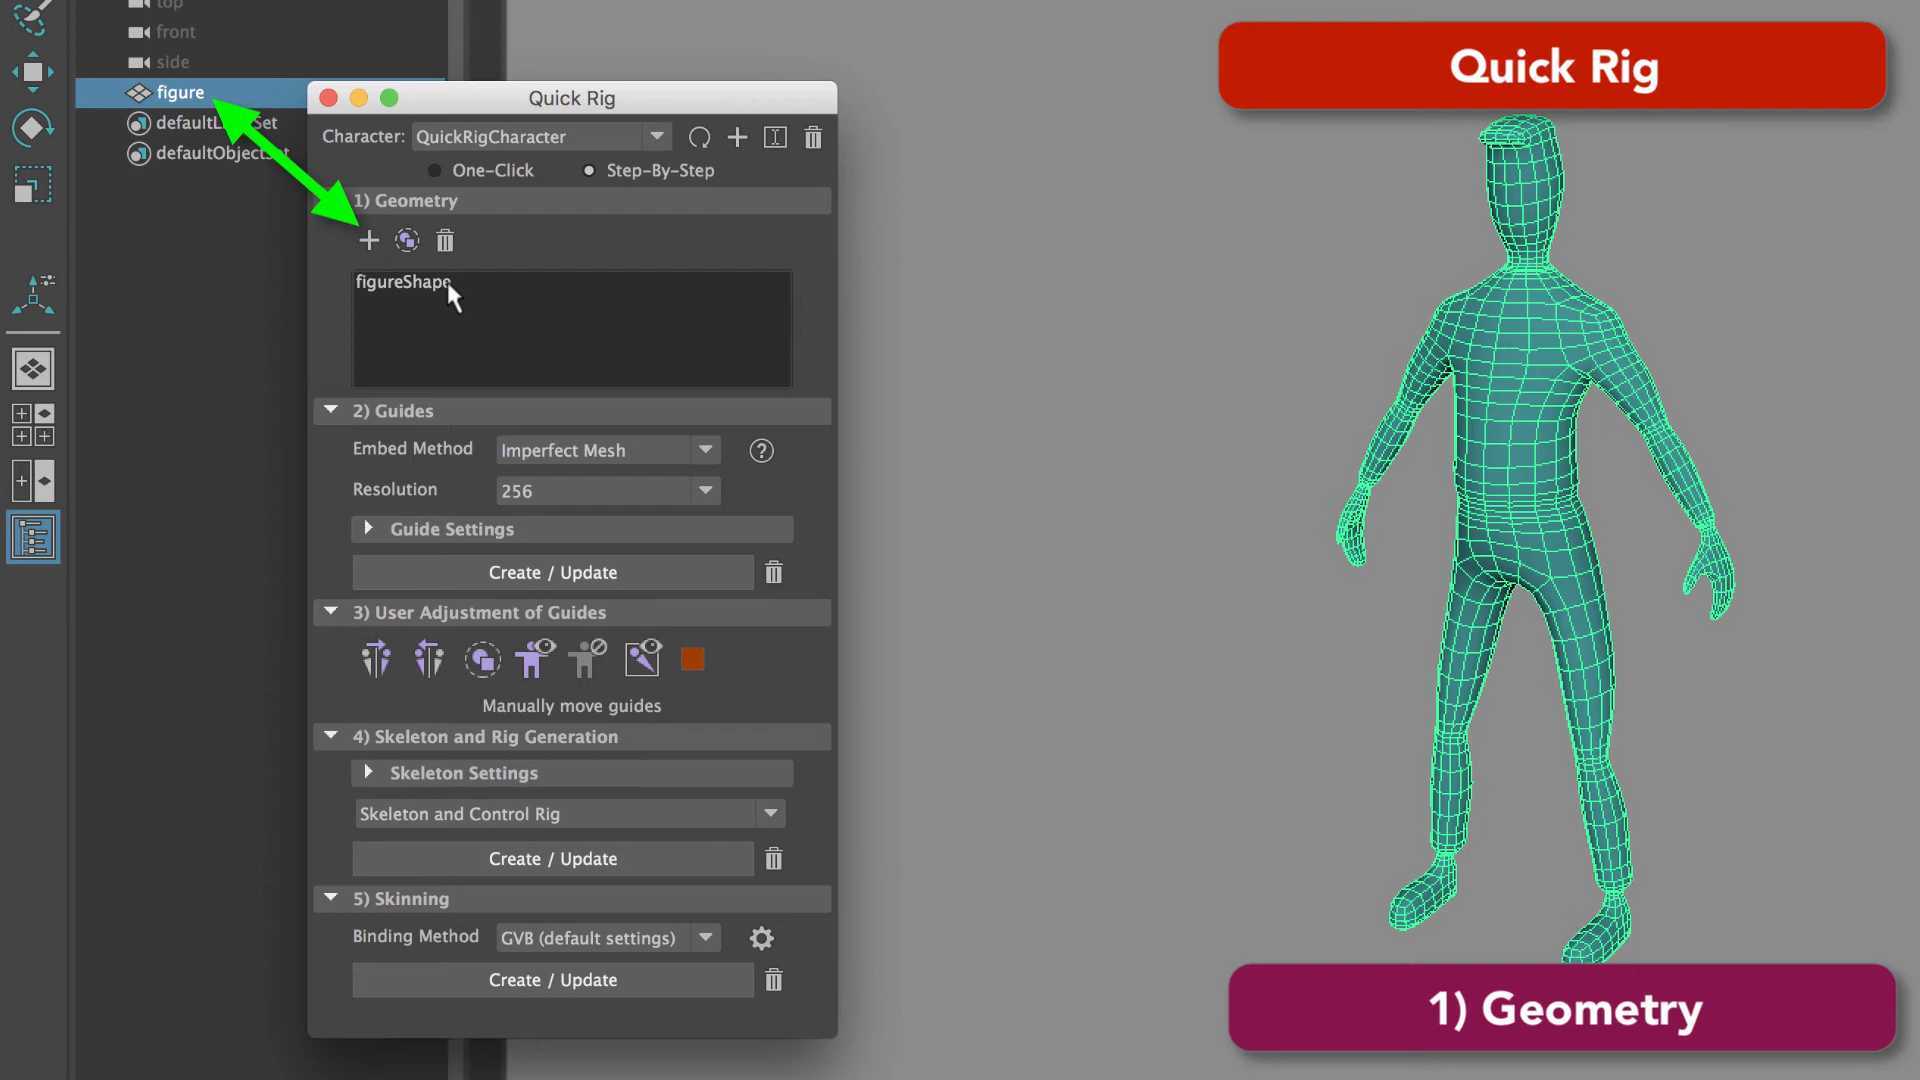 top
front
side
figure
defaultL
Set
defaultObjectSet
Quick Rig
Character:
QuickRigCharacter
One-Click
Step-By-Step
1) Geometry
figureShape
2) Guides
Embed Method
Imperfect Mesh
?
Resolution
256
Guide Settings
Create / Update
3) User Adjustment of Guides
Manually move guides
4) Skeleton and Rig Generation
Skeleton Settings
Skeleton and Control Rig
Create / Update
5) Skinning
Binding Method
GVB (default settings)
Create / Update
Quick Rig
1) Geometry